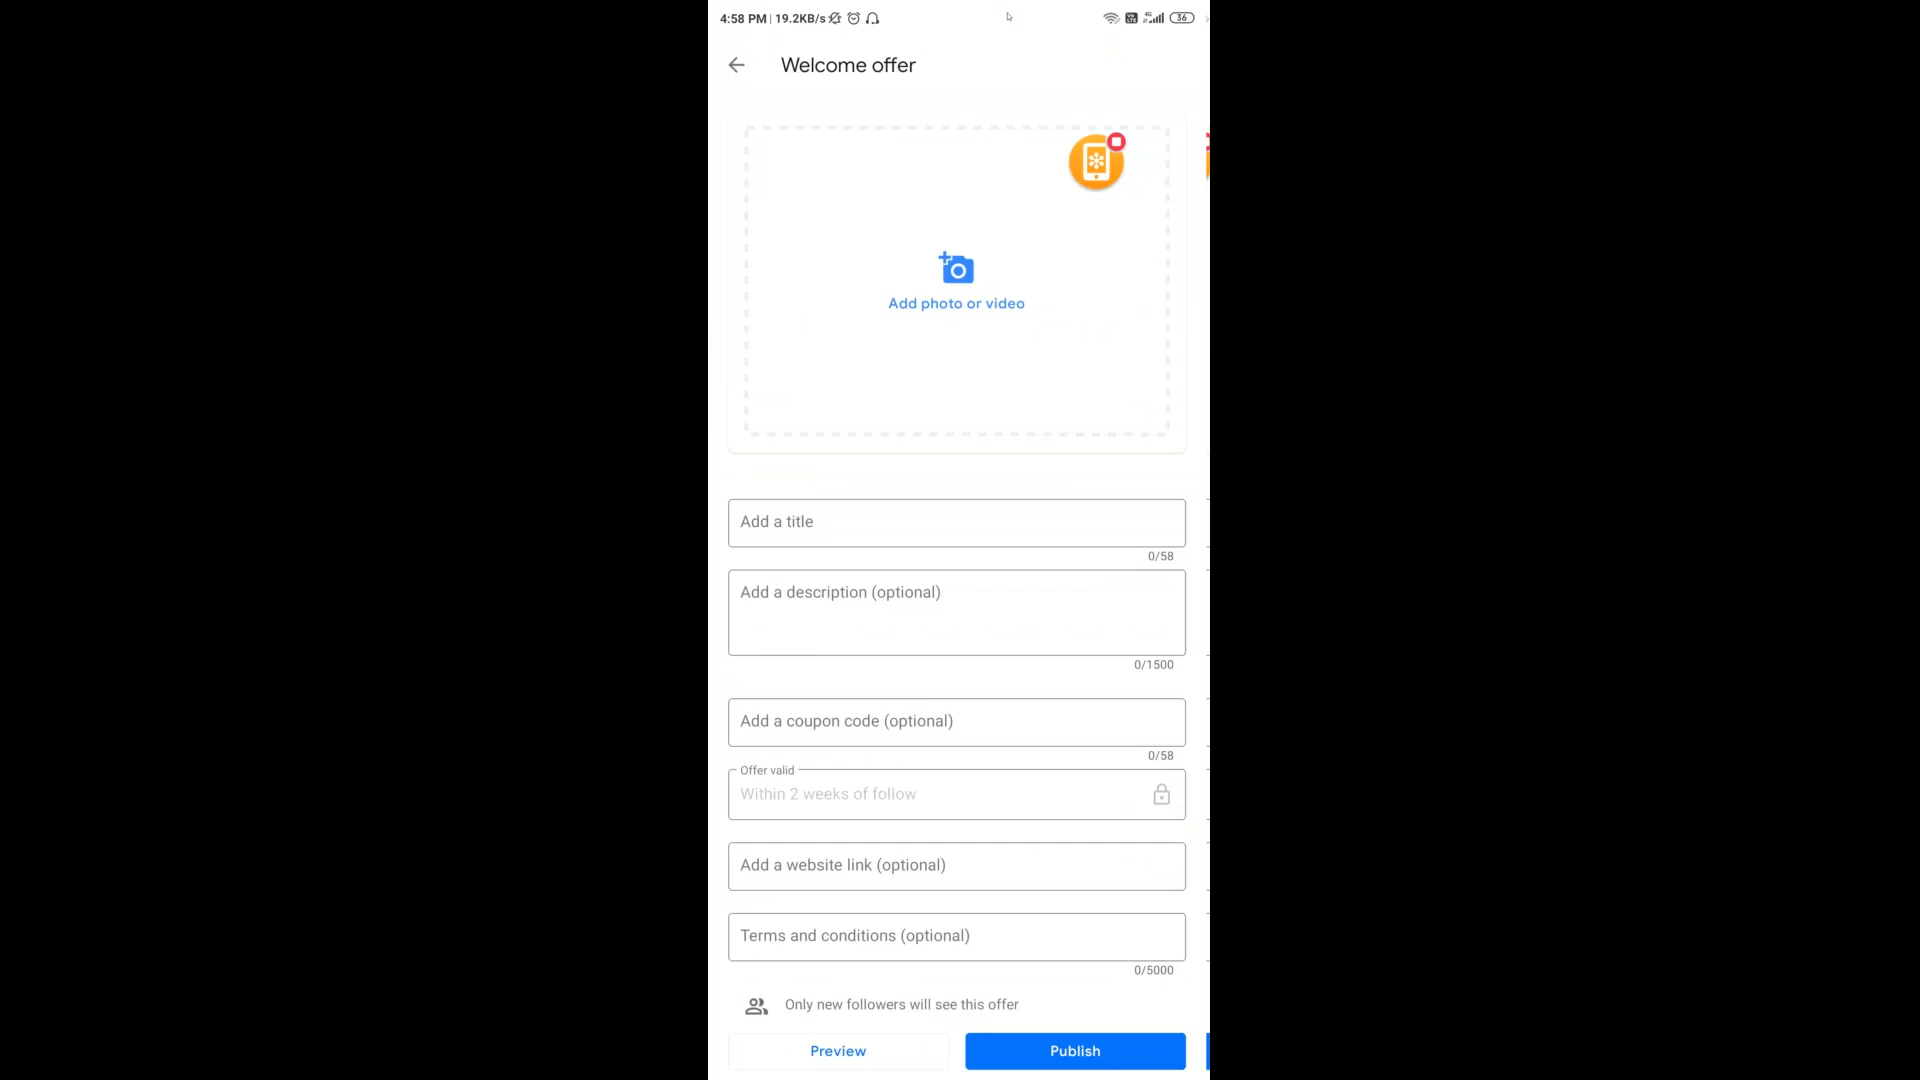 4:58 PM | 19.2KB/s 4G 36
Welcome offer
Add photo or video
Add a title
0/58
Add a description (optional)
0/1500
Add a coupon code (optional)
0/58
Offer valid
Within 2 weeks of follow
Add a website link (optional)
Terms and conditions (optional)
0/5000
Only new followers will see this offer
Preview Publish